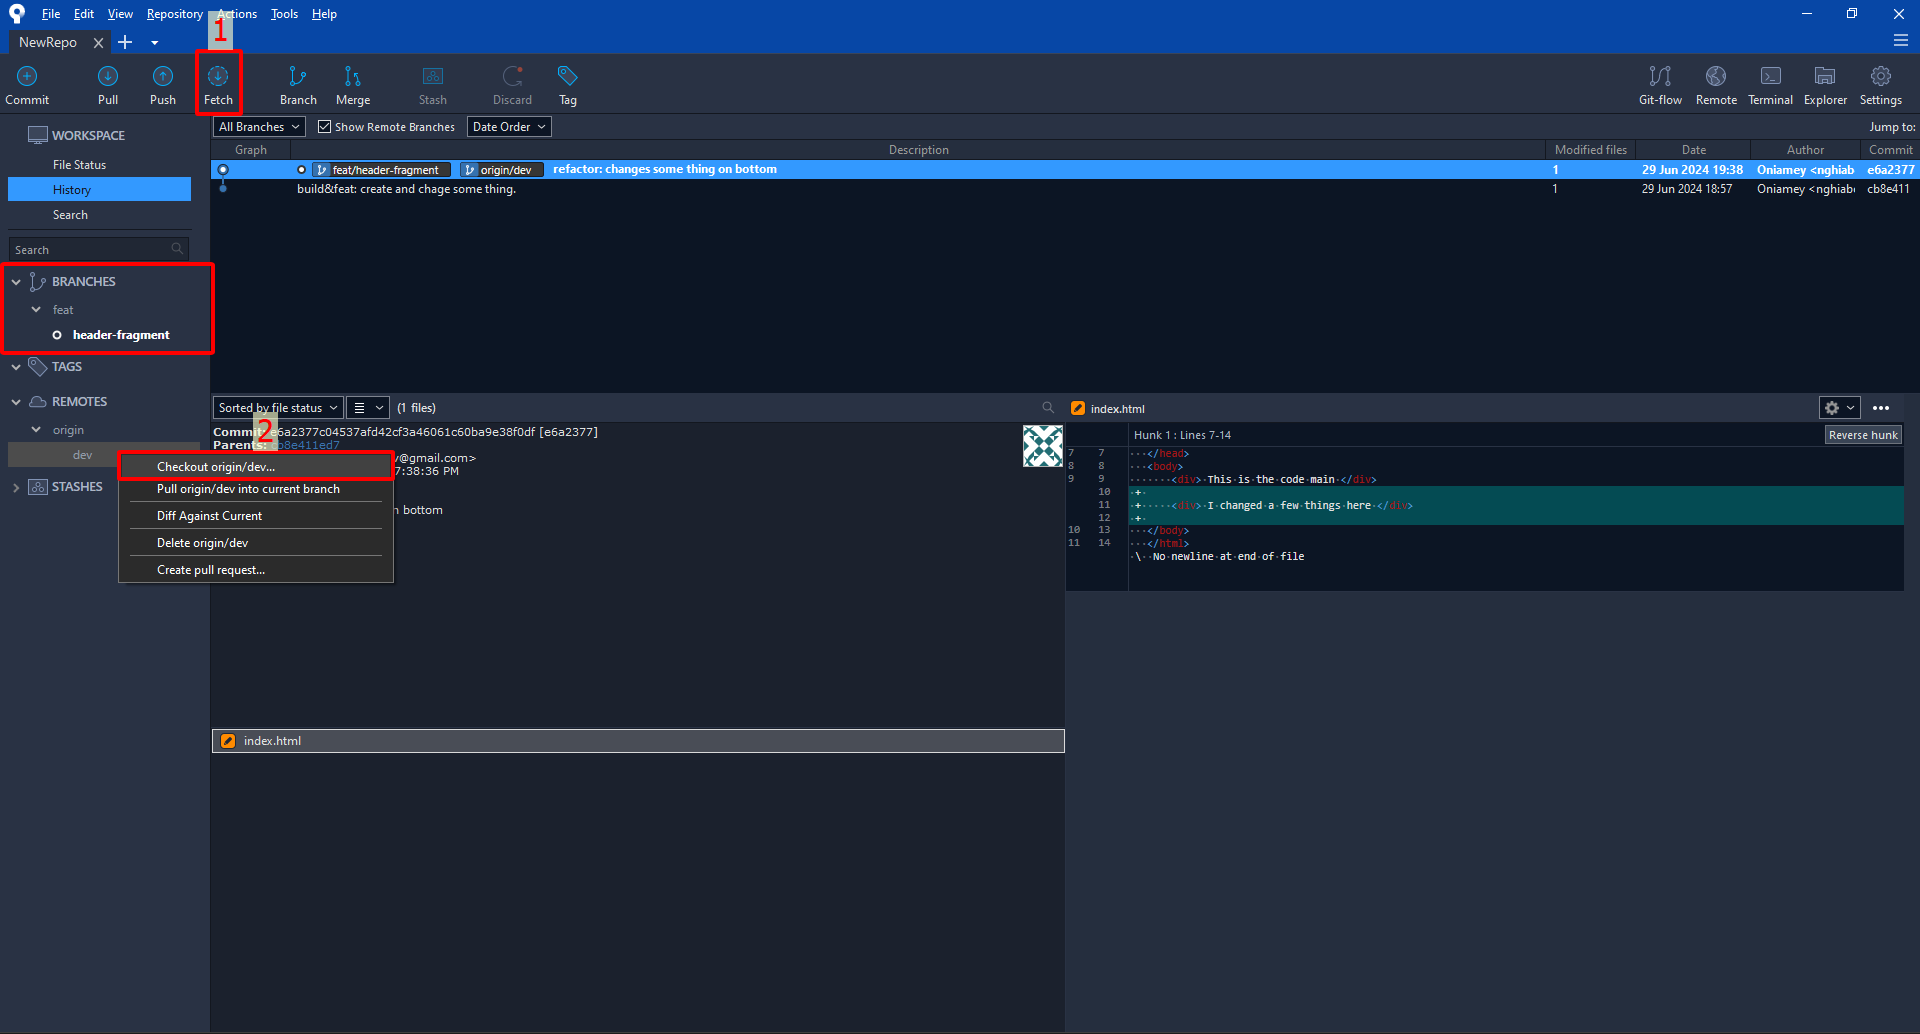 File Edit View Repository Actions Tools Help
NewRepo
1
Commit Pull Push Fetch Branch Merge Stash Discard Tag Git-flow Remote Terminal Explorer Settings
WORKSPACE
File Status
History
Search
Search
BRANCHES
feat
header-fragment
TAGS
REMOTES
origin
dev
STASHES
All Branches Show Remote Branches Date Order Jump to:
Graph Description Modified files Date Author Commit
feat/header-fragment origin/dev refactor: changes some thing on bottom 1 29 Jun 2024 19:38 Oniamey <nghiab e6a2377
build&feat: create and chage some thing. 1 29 Jun 2024 18:57 Oniamey <nghiab cb8e411
Sorted by file status (1 files)
2
Commit: e6a2377c04537afd42cf3a46061c60ba9e38f0df [e6a2377]
Parents: cb8e411ed7
v@gmail.com>
7:38:36 PM
bottom
Checkout origin/dev...
Pull origin/dev into current branch
Diff Against Current
Delete origin/dev
Create pull request...
index.html
index.html
Hunk 1 : Lines 7-14 Reverse hunk
7 7 ···</head>
8 8 ···<body>
9 9 ·······<div>·This·is·the·code·main·</div>
10 ·+·
11 ·+·····<div>·I·changed·a·few·things·here·</div>
12 ·+·
10 13 ···</body>
11 14 ···</html>
·\··No·newline·at·end·of·file